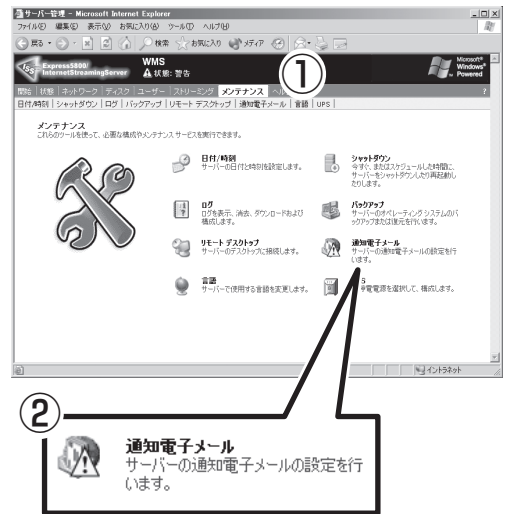 サーバー管理 - Microsoft Internet Explorer
ファイル(F) 編集(E) 表示(V) お気に入り(A) ツール(T) ヘルプ(H)
戻る 検索 お気に入り メディア
Express5800/
InternetStreamingServer
WMS
状態: 警告
Microsoft®
Windows®
Powered
開始 | 状態 | ネットワーク | ディスク | ユーザー | ストリーミング | メンテナンス
?
①
日付/時刻 | シャットダウン | ログ | バックアップ | リモート デスクトップ | 通知電子メール | 言語 | UPS |
メンテナンス
これらのツールを使って、必要な構成やメンテナンス サービスを実行できます。
日付/時刻
サーバーの日付と時刻を設定します。
シャットダウン
今すぐ、またはスケジュールした時間に、
サーバーをシャットダウンしたり再起動し
たりします。
ログ
ログを表示、消去、ダウンロードおよび
構成します。
バックアップ
サーバーのオペレーティング システムのバ
ックアップまたは復元を行います。
リモート デスクトップ
サーバーのデスクトップに接続します。
通知電子メール
サーバーの通知電子メールの設定を行
います。
言語
サーバーで使用する言語を変更します。
S
停電電源を選択して、構成します。
イントラネット
②
通知電子メール
サーバーの通知電子メールの設定を行
います。